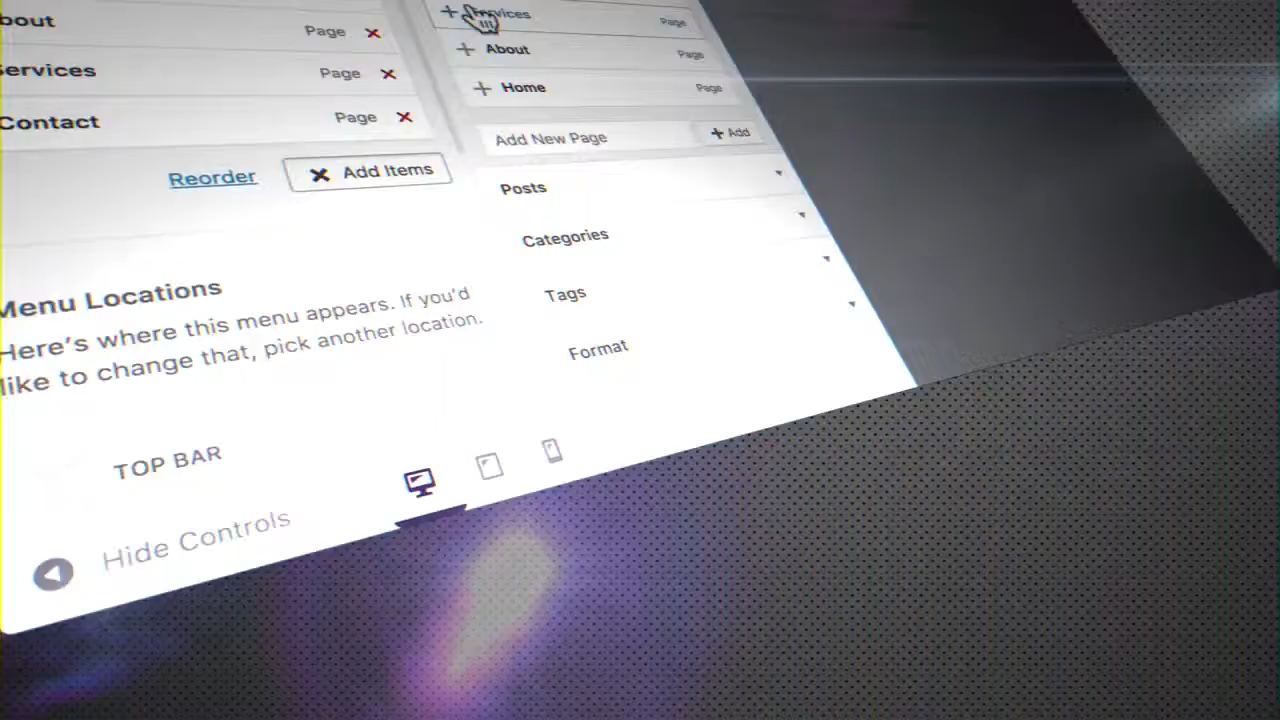 bout Page
ervices Page
Contact Page
Reorder Add Items
Menu Locations
Here's where this menu appears. If you'd
like to change that, pick another location.
TOP BAR
Hide Controls
Services Page
About Page
Home Page
Add New Page Add
Posts
Categories
Tags
Format